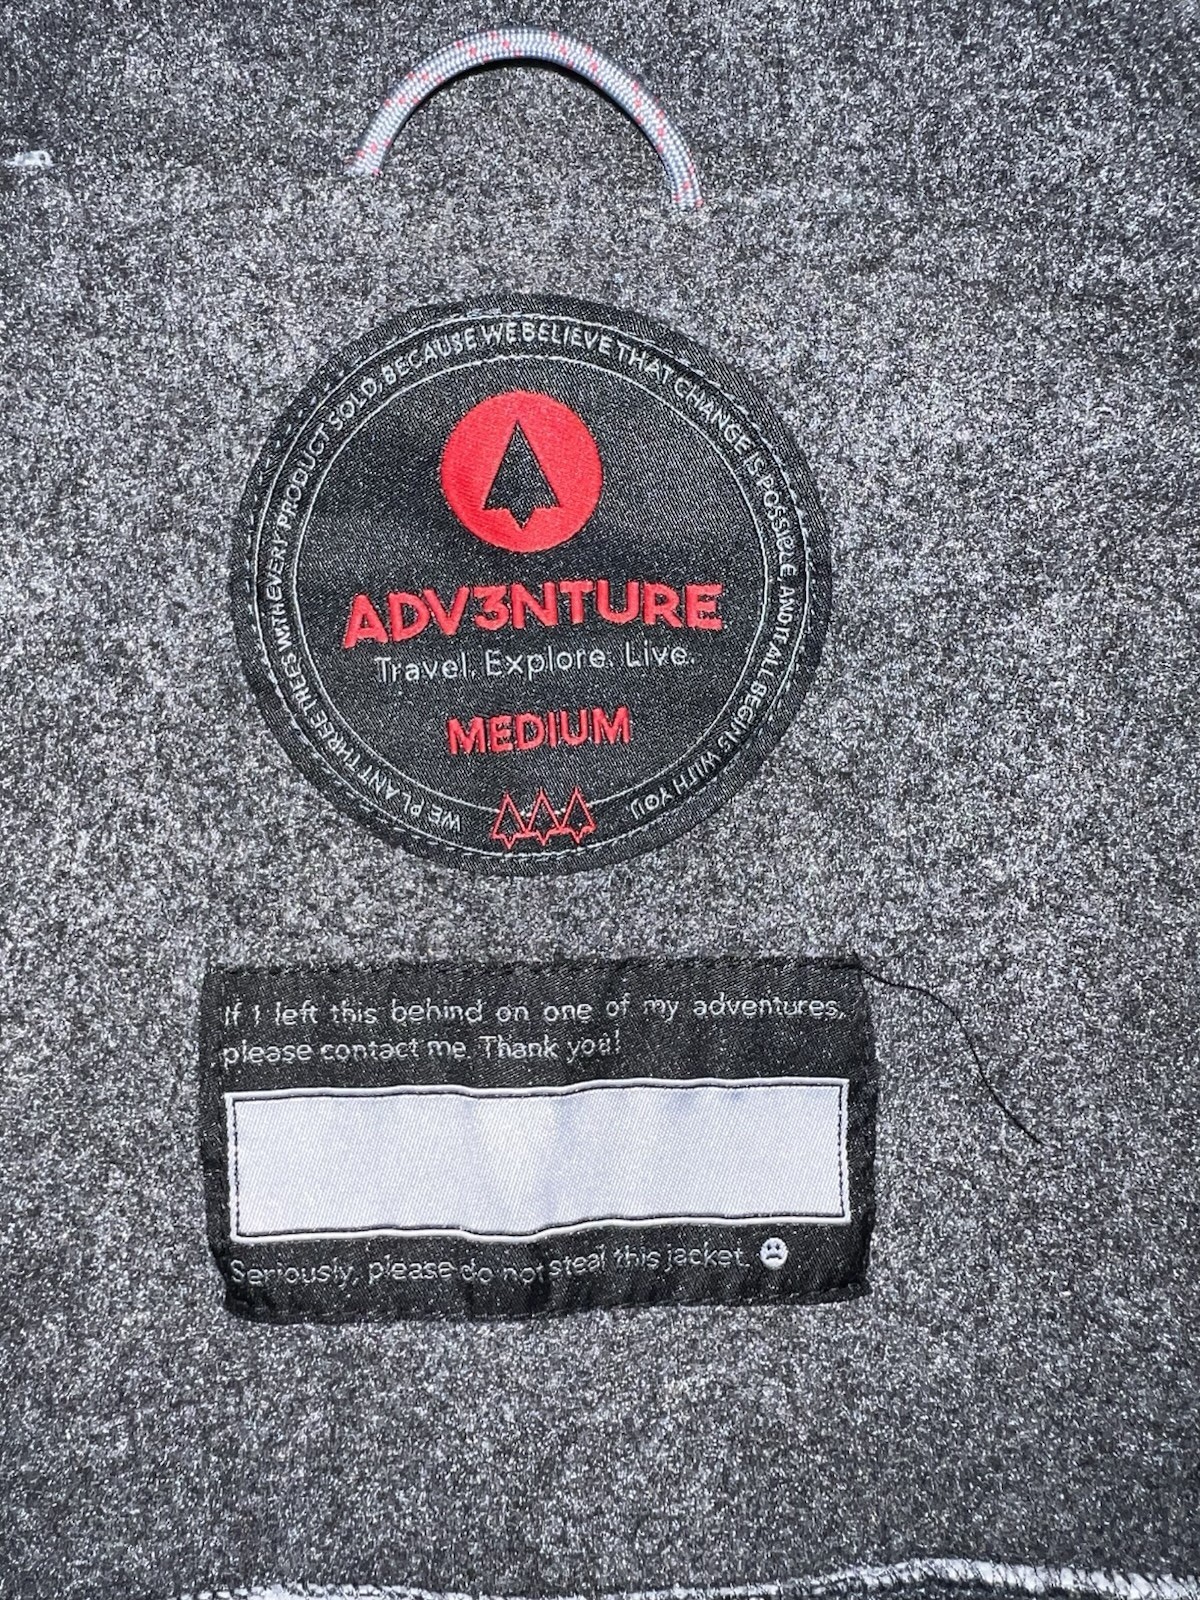 WE PLANT THREE TREES WITH EVERY PRODUCT SOLD, BECAUSE WE BELIEVE THAT CHANGE IS POSSIBLE, AND IT ALL BEGINS WITH YOU
ADV3NTURE
Travel. Explore. Live.
MEDIUM
If I left this behind on one of my adventures,
please contact me. Thank you!
Seriously, please do not steal this jacket.